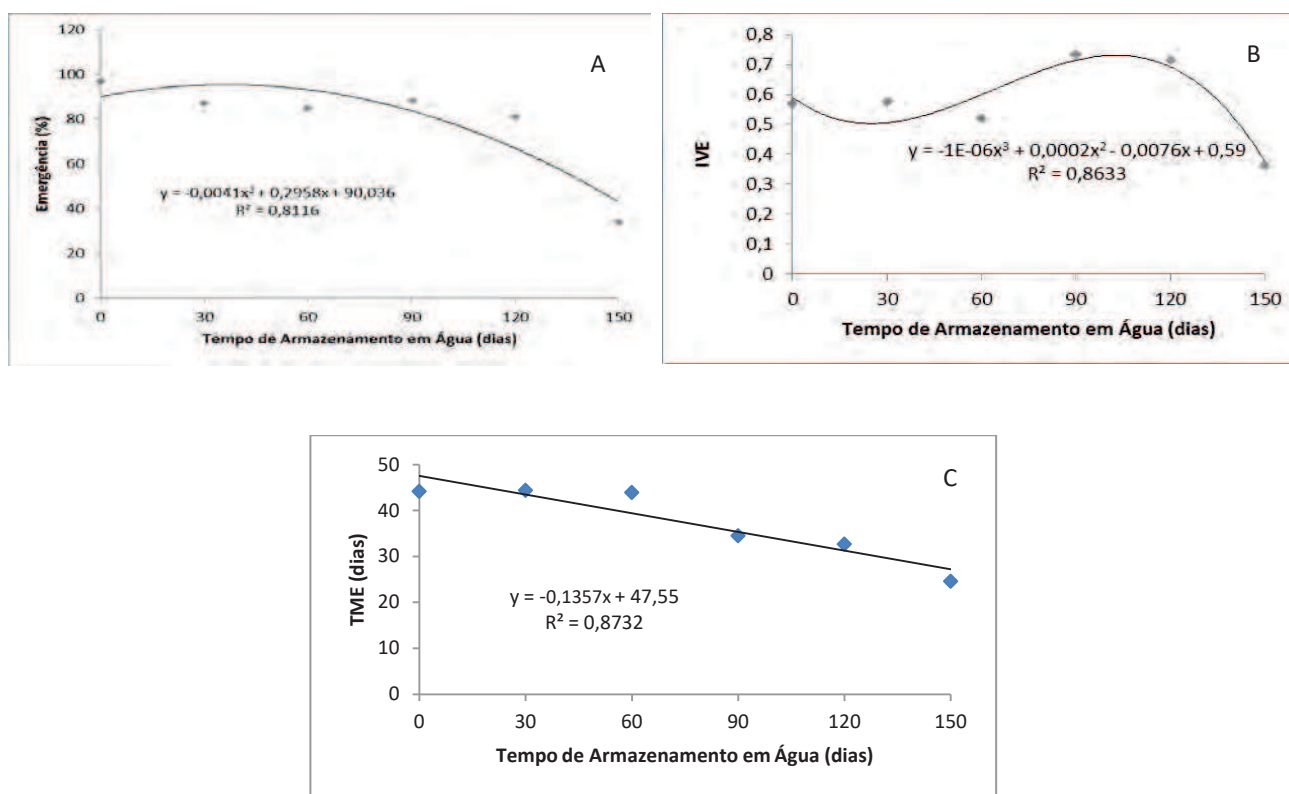 A
Emergência (%)
120
100
80
60
40
20
0
y = -0,0041x² + 0,2958x + 90,036
R² = 0,8116
0 30 60 90 120 150
Tempo de Armazenamento em Água (dias)
B
IVE
0,8
0,7
0,6
0,5
0,4
0,3
0,2
0,1
0
y = -1E-06x³ + 0,0002x² - 0,0076x + 0,59
R² = 0,8633
0 30 60 90 120 150
Tempo de Armazenamento em Água (dias)
C
TME (dias)
50
40
30
20
10
0
y = -0,1357x + 47,55
R² = 0,8732
0 30 60 90 120 150
Tempo de Armazenamento em Água (dias)